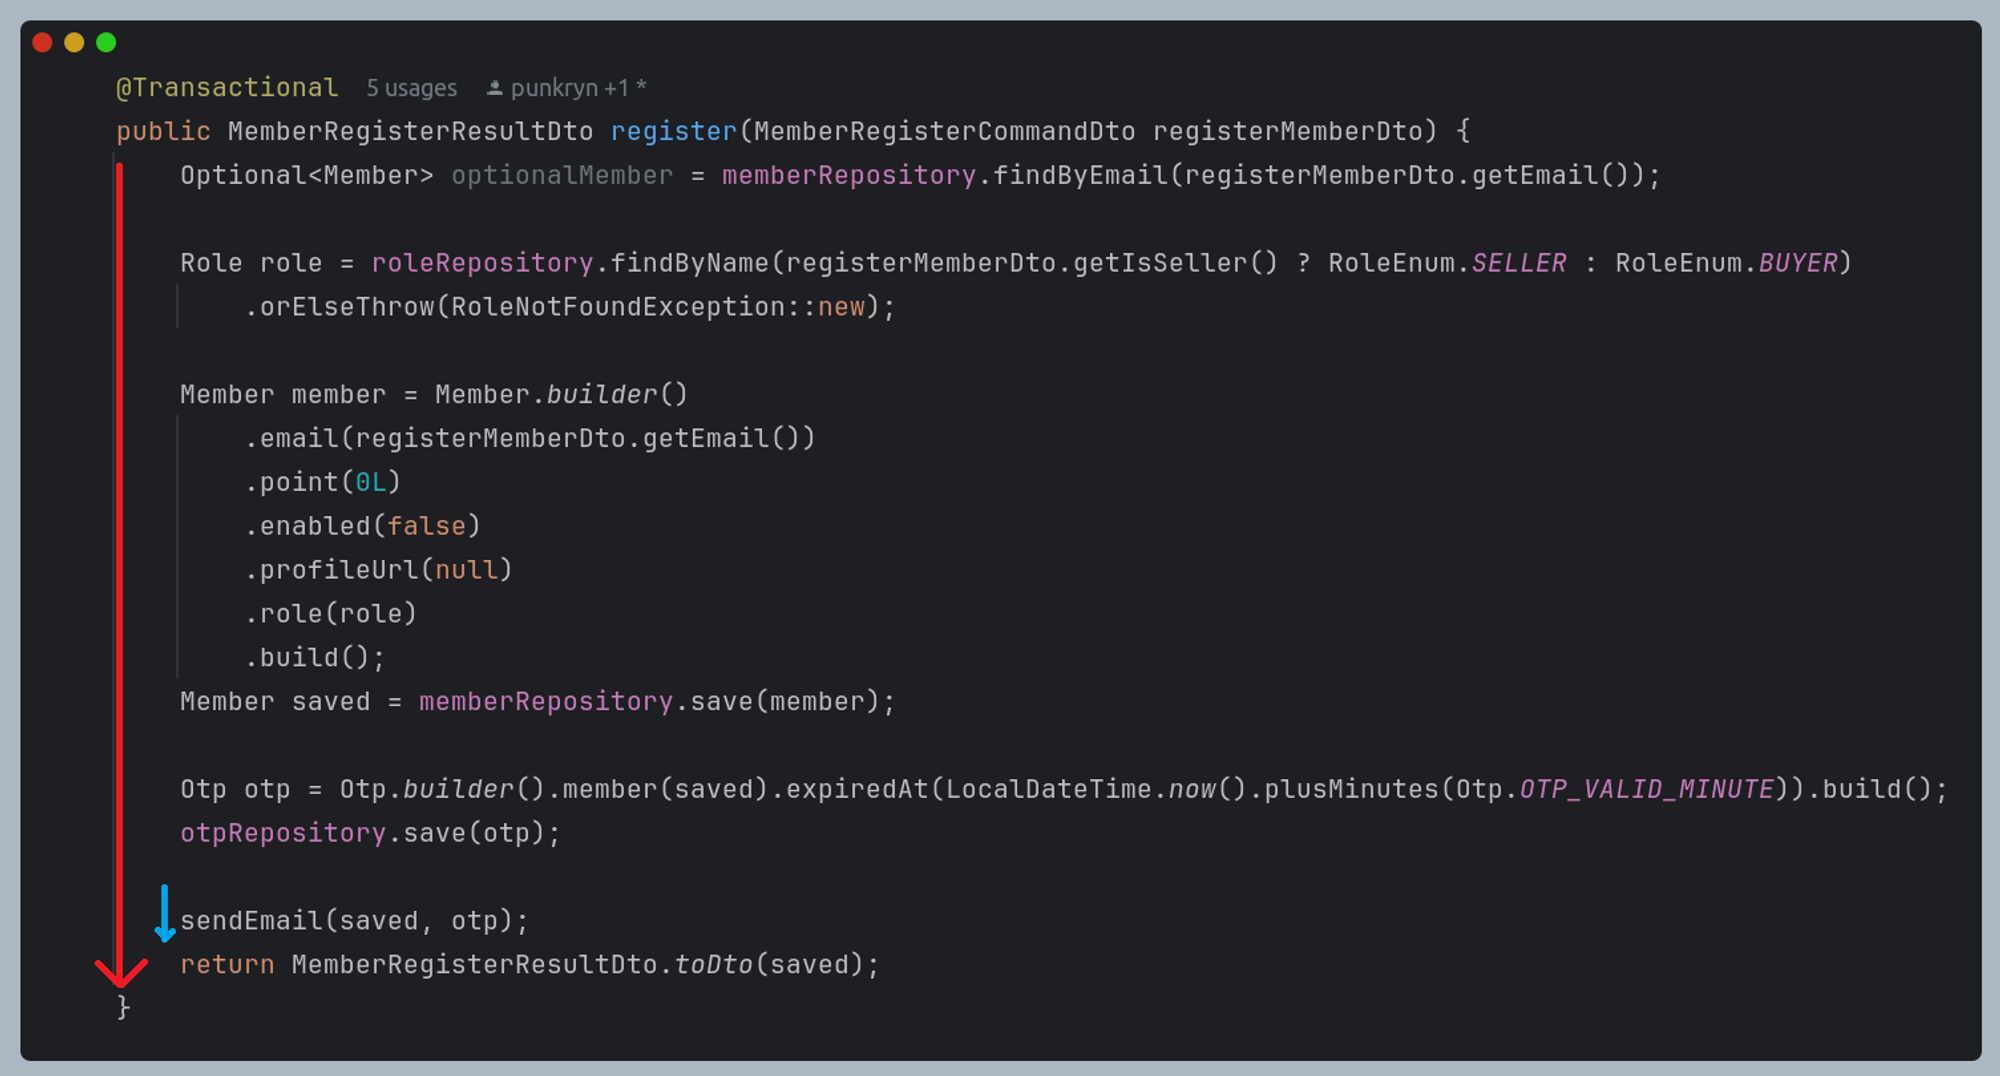 @Transactional 5 usages punkryn +1 *
public MemberRegisterResultDto register(MemberRegisterCommandDto registerMemberDto) {
Optional<Member> optionalMember = memberRepository.findByEmail(registerMemberDto.getEmail());
Role role = roleRepository.findByName(registerMemberDto.getIsSeller() ? RoleEnum.SELLER : RoleEnum.BUYER)
.orElseThrow(RoleNotFoundException::new);
Member member = Member.builder()
.email(registerMemberDto.getEmail())
.point(0L)
.enabled(false)
.profileUrl(null)
.role(role)
.build();
Member saved = memberRepository.save(member);
Otp otp = Otp.builder().member(saved).expiredAt(LocalDateTime.now().plusMinutes(Otp.OTP_VALID_MINUTE)).build();
otpRepository.save(otp);
sendEmail(saved, otp);
return MemberRegisterResultDto.toDto(saved);
}